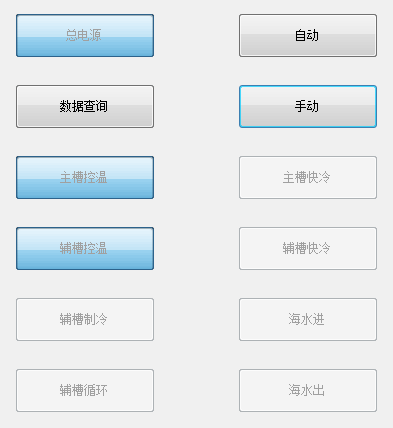 总电源
自动
数据查询
手动
主槽控温
主槽快冷
辅槽控温
辅槽快冷
辅槽制冷
海水进
辅槽循环
海水出